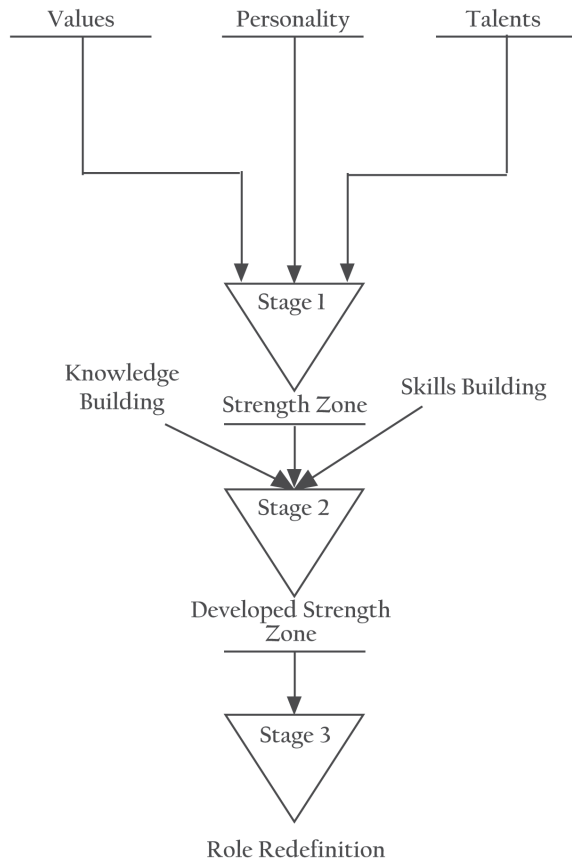 Values
Personality
Talents
Stage 1
Knowledge
Building
Strength Zone
Skills Building
Stage 2
Developed Strength
Zone
Stage 3
Role Redefinition